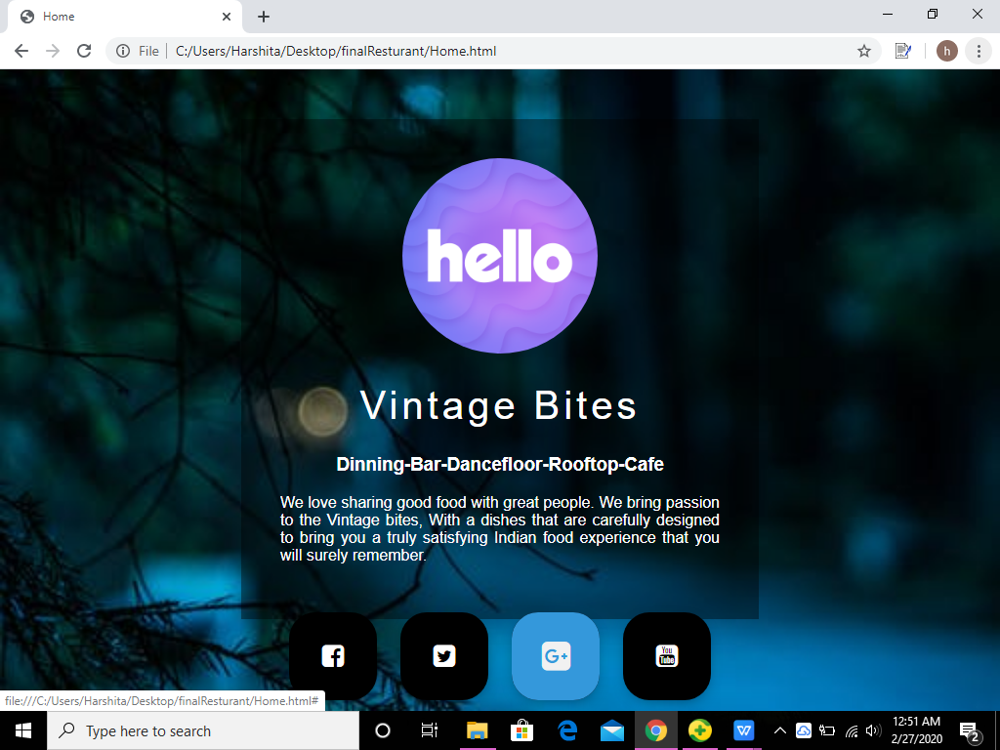 Home
File
C:/Users/Harshita/Desktop/finalResturant/Home.html
h
hello
Vintage Bites
Dinning-Bar-Dancefloor-Rooftop-Cafe
We love sharing good food with great people. We bring passion
to the Vintage bites, With a dishes that are carefully designed
to bring you a truly satisfying Indian food experience that you
will surely remember.
G+
You
Tube
file:///C:/Users/Harshita/Desktop/finalResturant/Home.html#
Type here to search
12:51 AM
2/27/2020
2